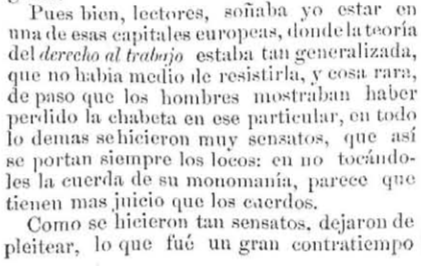 Pues bien, lectores, soñaba yo estar en
una de esas capitales europeas, donde la teoría
del derecho al trabajo estaba tan generalizada,
que no habia medio de resistirla, y cosa rara,
de paso que los hombres mostraban haber
perdido la chabeta en ese particular, en todo
lo demas se hicieron muy sensatos, que así
se portan siempre los locos: en no tocándo-
les la cuerda de su monomanía, parece que
tienen mas juicio que los cuerdos.
Como se hicieron tan sensatos, dejaron de
pleitear, lo que fué un gran contratiempo